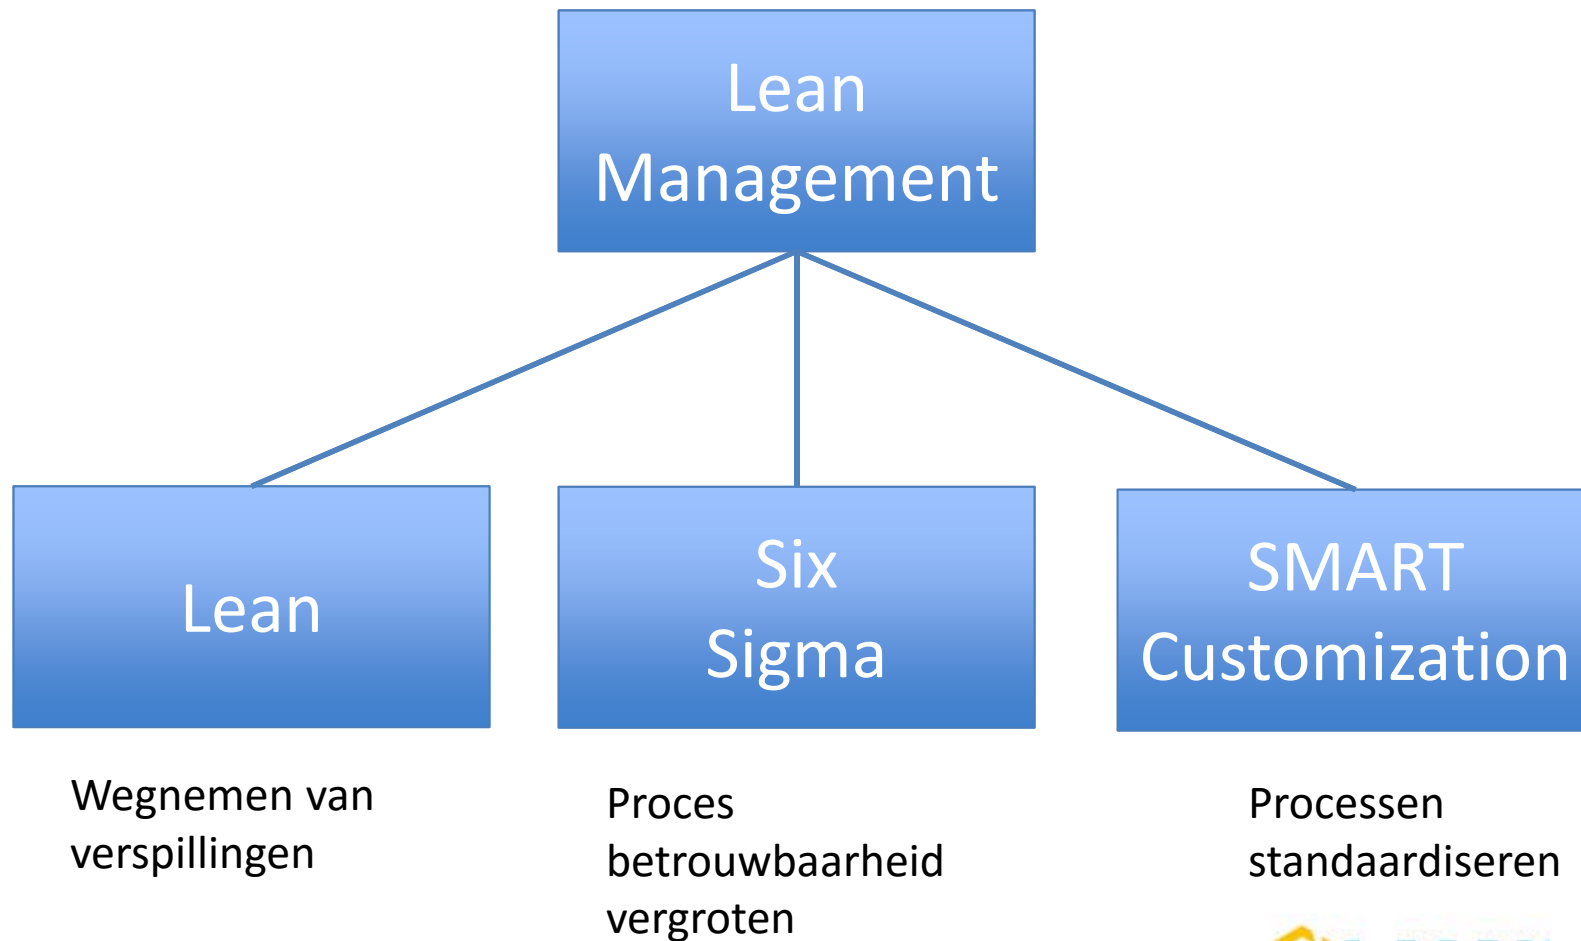 Lean
Management
Lean
Six
Sigma
SMART
Customization
Wegnemen van
verspillingen
Proces
betrouwbaarheid
vergroten
Processen
standaardiseren